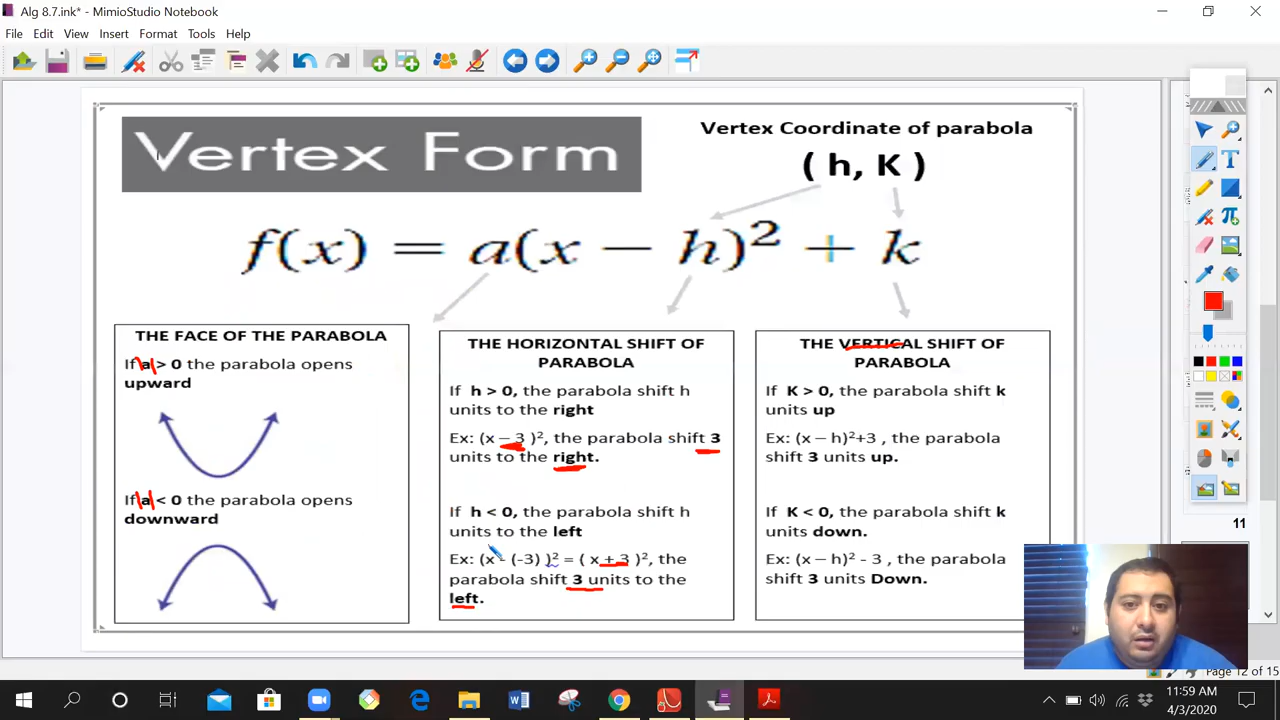 Alg 8.7.ink* - MimioStudio Notebook
File Edit View Insert Format Tools Help
Vertex Form
Vertex Coordinate of parabola
( h, K )
f(x) = a(x − h)² + k
THE FACE OF THE PARABOLA
If a > 0 the parabola opens
upward
If a < 0 the parabola opens
downward
THE HORIZONTAL SHIFT OF
PARABOLA
If h > 0, the parabola shift h
units to the right
Ex: (x − 3 )², the parabola shift 3
units to the right.
If h < 0, the parabola shift h
units to the left
Ex: (x - (-3) )² = ( x + 3 )², the
parabola shift 3 units to the
left.
THE VERTICAL SHIFT OF
PARABOLA
If K > 0, the parabola shift k
units up
Ex: (x − h)²+3 , the parabola
shift 3 units up.
If K < 0, the parabola shift k
units down.
Ex: (x − h)² - 3 , the parabola
shift 3 units Down.
11
Page 12 of 15
11:59 AM
4/3/2020